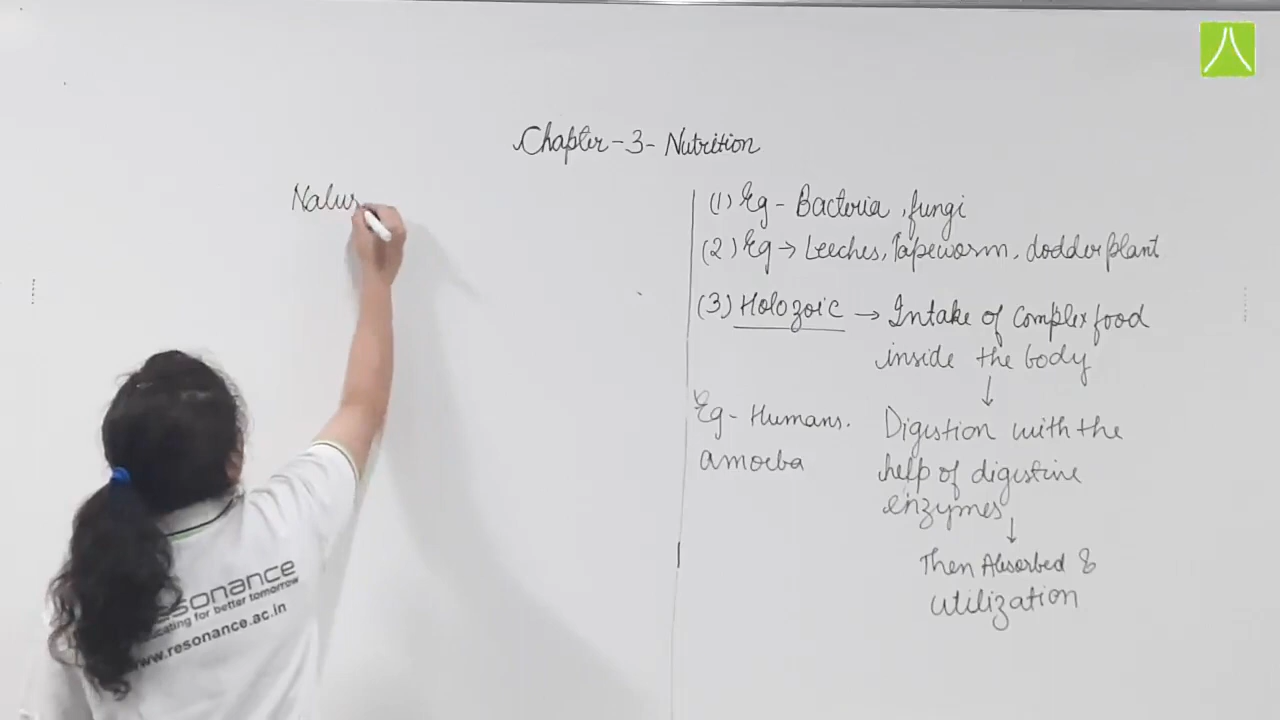 Chapter-3- Nutrition
(1) Eg - Bacteria, fungi
(2) Eg → Leeches, Tapeworm, dodder plant
(3) Holozoic → Intake of complex food
inside the body
↓
Eg - Humans.
amoeba
Digestion with the
help of digestive
enzymes
↓
Then Absorbed &
utilization
resonance
educating for better tomorrow
www.resonance.ac.in